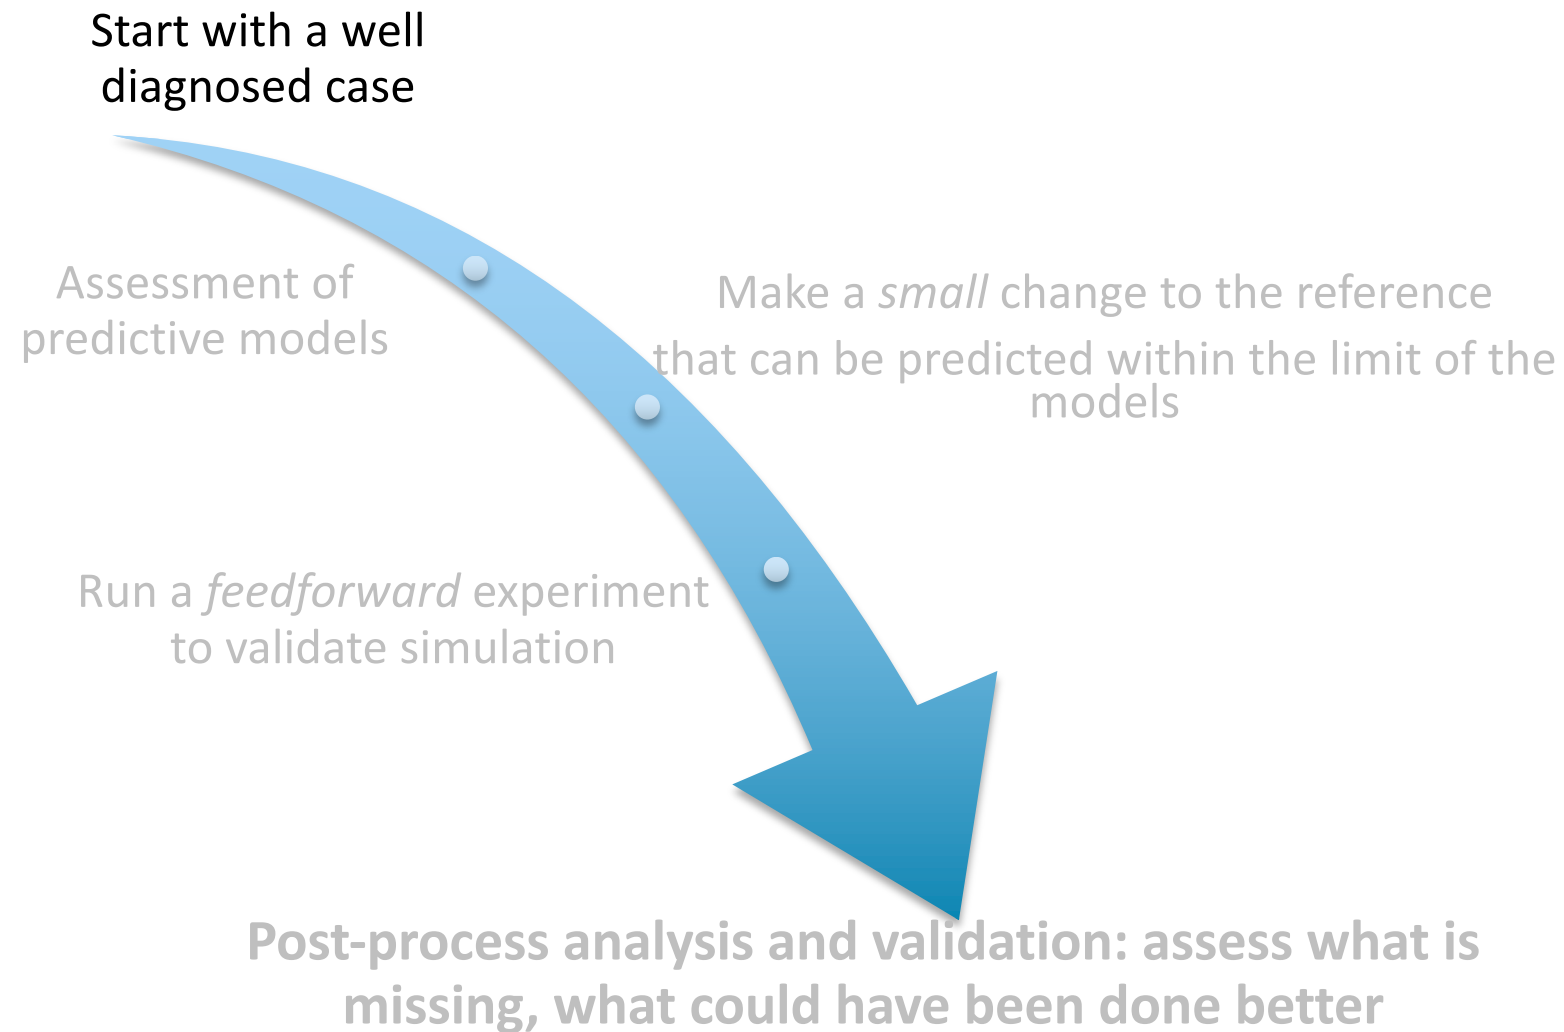 Start with a well
diagnosed case
Assessment of
predictive models
Make a small change to the reference
that can be predicted within the limit of the
models
Run a feedforward experiment
to validate simulation
Post-process analysis and validation: assess what is
missing, what could have been done better